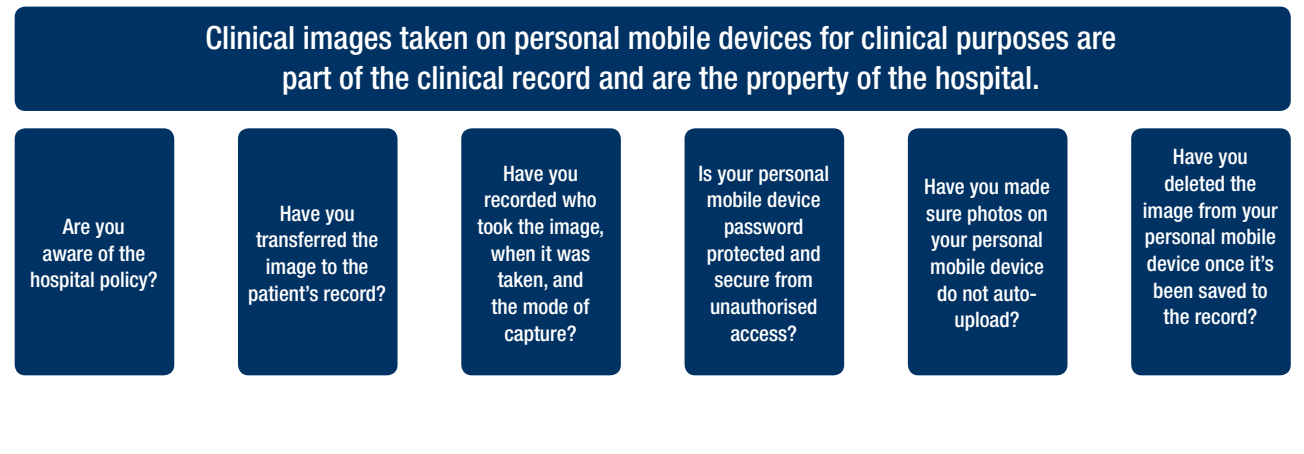 Clinical images taken on personal mobile devices for clinical purposes are
part of the clinical record and are the property of the hospital.
Are you
aware of the
hospital policy?
Have you
transferred the
image to the
patient's record?
Have you
recorded who
took the image,
when it was
taken, and
the mode of
capture?
Is your personal
mobile device
password
protected and
secure from
unauthorised
access?
Have you made
sure photos on
your personal
mobile device
do not auto-
upload?
Have you
deleted the
image from your
personal mobile
device once it's
been saved to
the record?